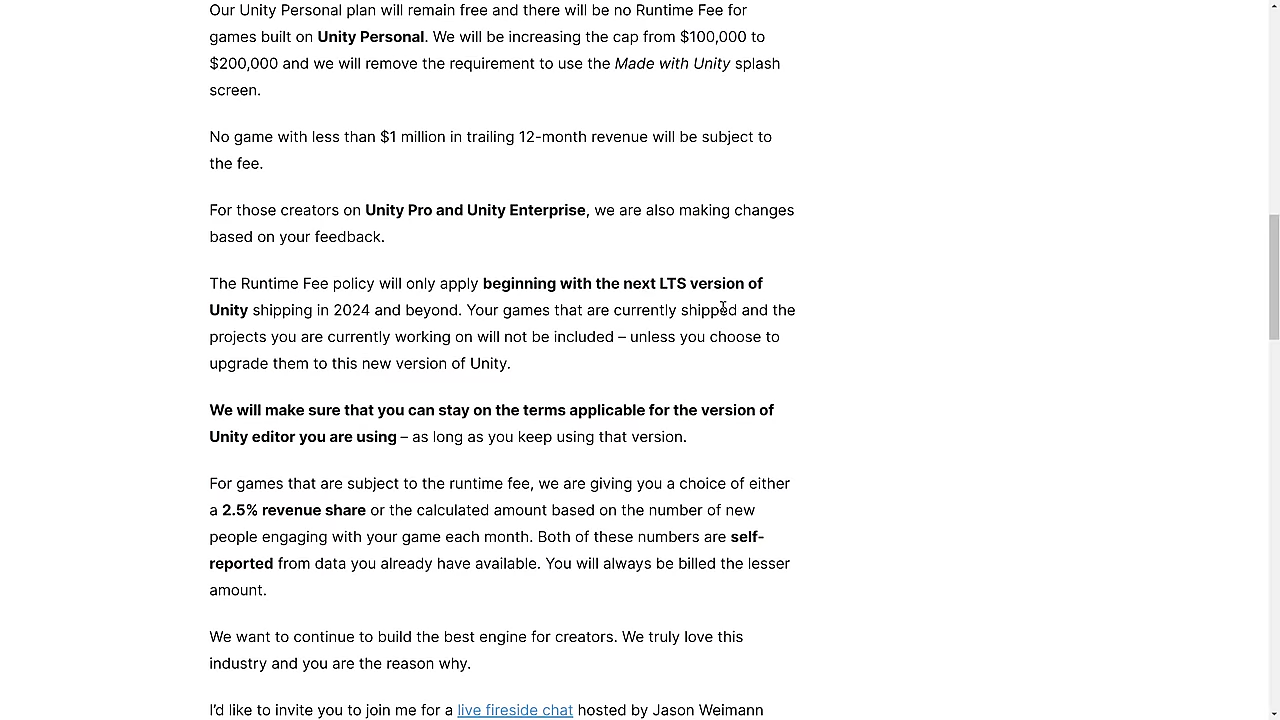 Our Unity Personal plan will remain free and there will be no Runtime Fee for
games built on Unity Personal. We will be increasing the cap from $100,000 to
$200,000 and we will remove the requirement to use the Made with Unity splash
screen.
No game with less than $1 million in trailing 12-month revenue will be subject to
the fee.
For those creators on Unity Pro and Unity Enterprise, we are also making changes
based on your feedback.
The Runtime Fee policy will only apply beginning with the next LTS version of
Unity shipping in 2024 and beyond. Your games that are currently shipped and the
projects you are currently working on will not be included – unless you choose to
upgrade them to this new version of Unity.
We will make sure that you can stay on the terms applicable for the version of
Unity editor you are using – as long as you keep using that version.
For games that are subject to the runtime fee, we are giving you a choice of either
a 2.5% revenue share or the calculated amount based on the number of new
people engaging with your game each month. Both of these numbers are self-
reported from data you already have available. You will always be billed the lesser
amount.
We want to continue to build the best engine for creators. We truly love this
industry and you are the reason why.
I’d like to invite you to join me for a live fireside chat hosted by Jason Weimann